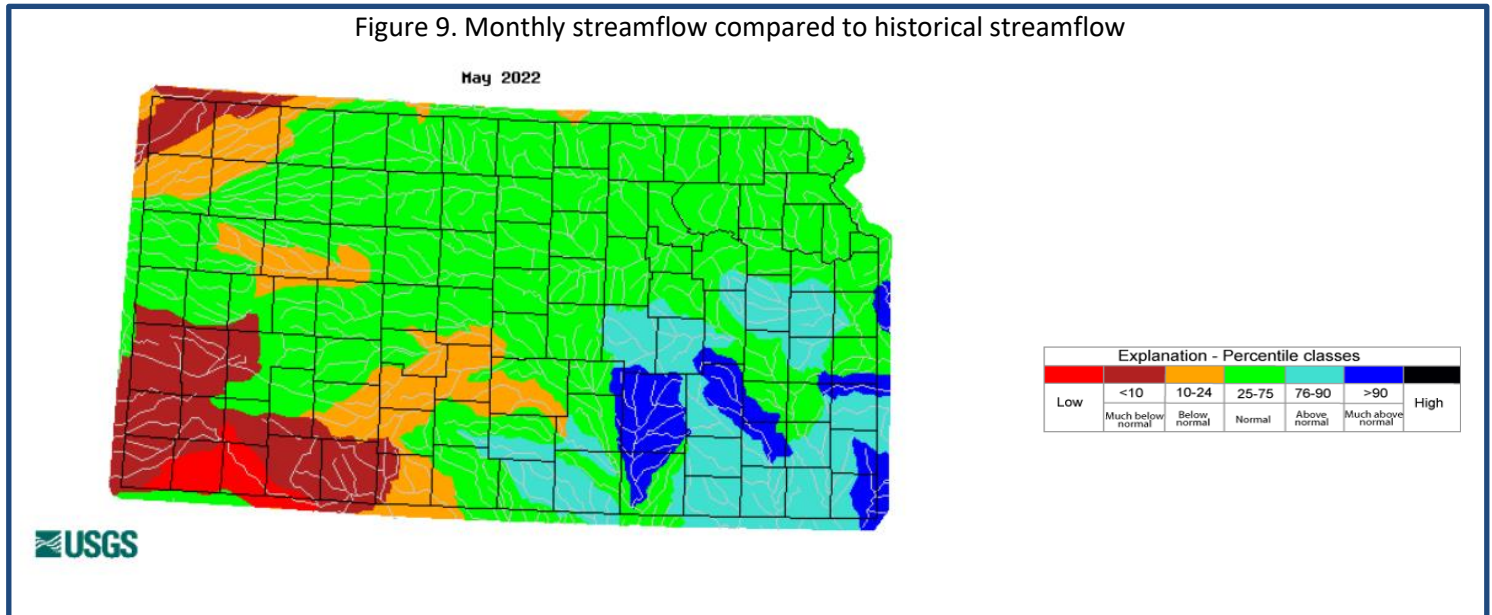 Figure 9. Monthly streamflow compared to historical streamflow
May 2022
Explanation - Percentile classes
Low <10 10-24 25-75 76-90 >90 High
Much below normal Below normal Normal Above normal Much above normal
USGS